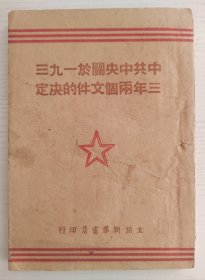 中共中央關於一九三
三年兩個文件的決定
太岳新華書店印行